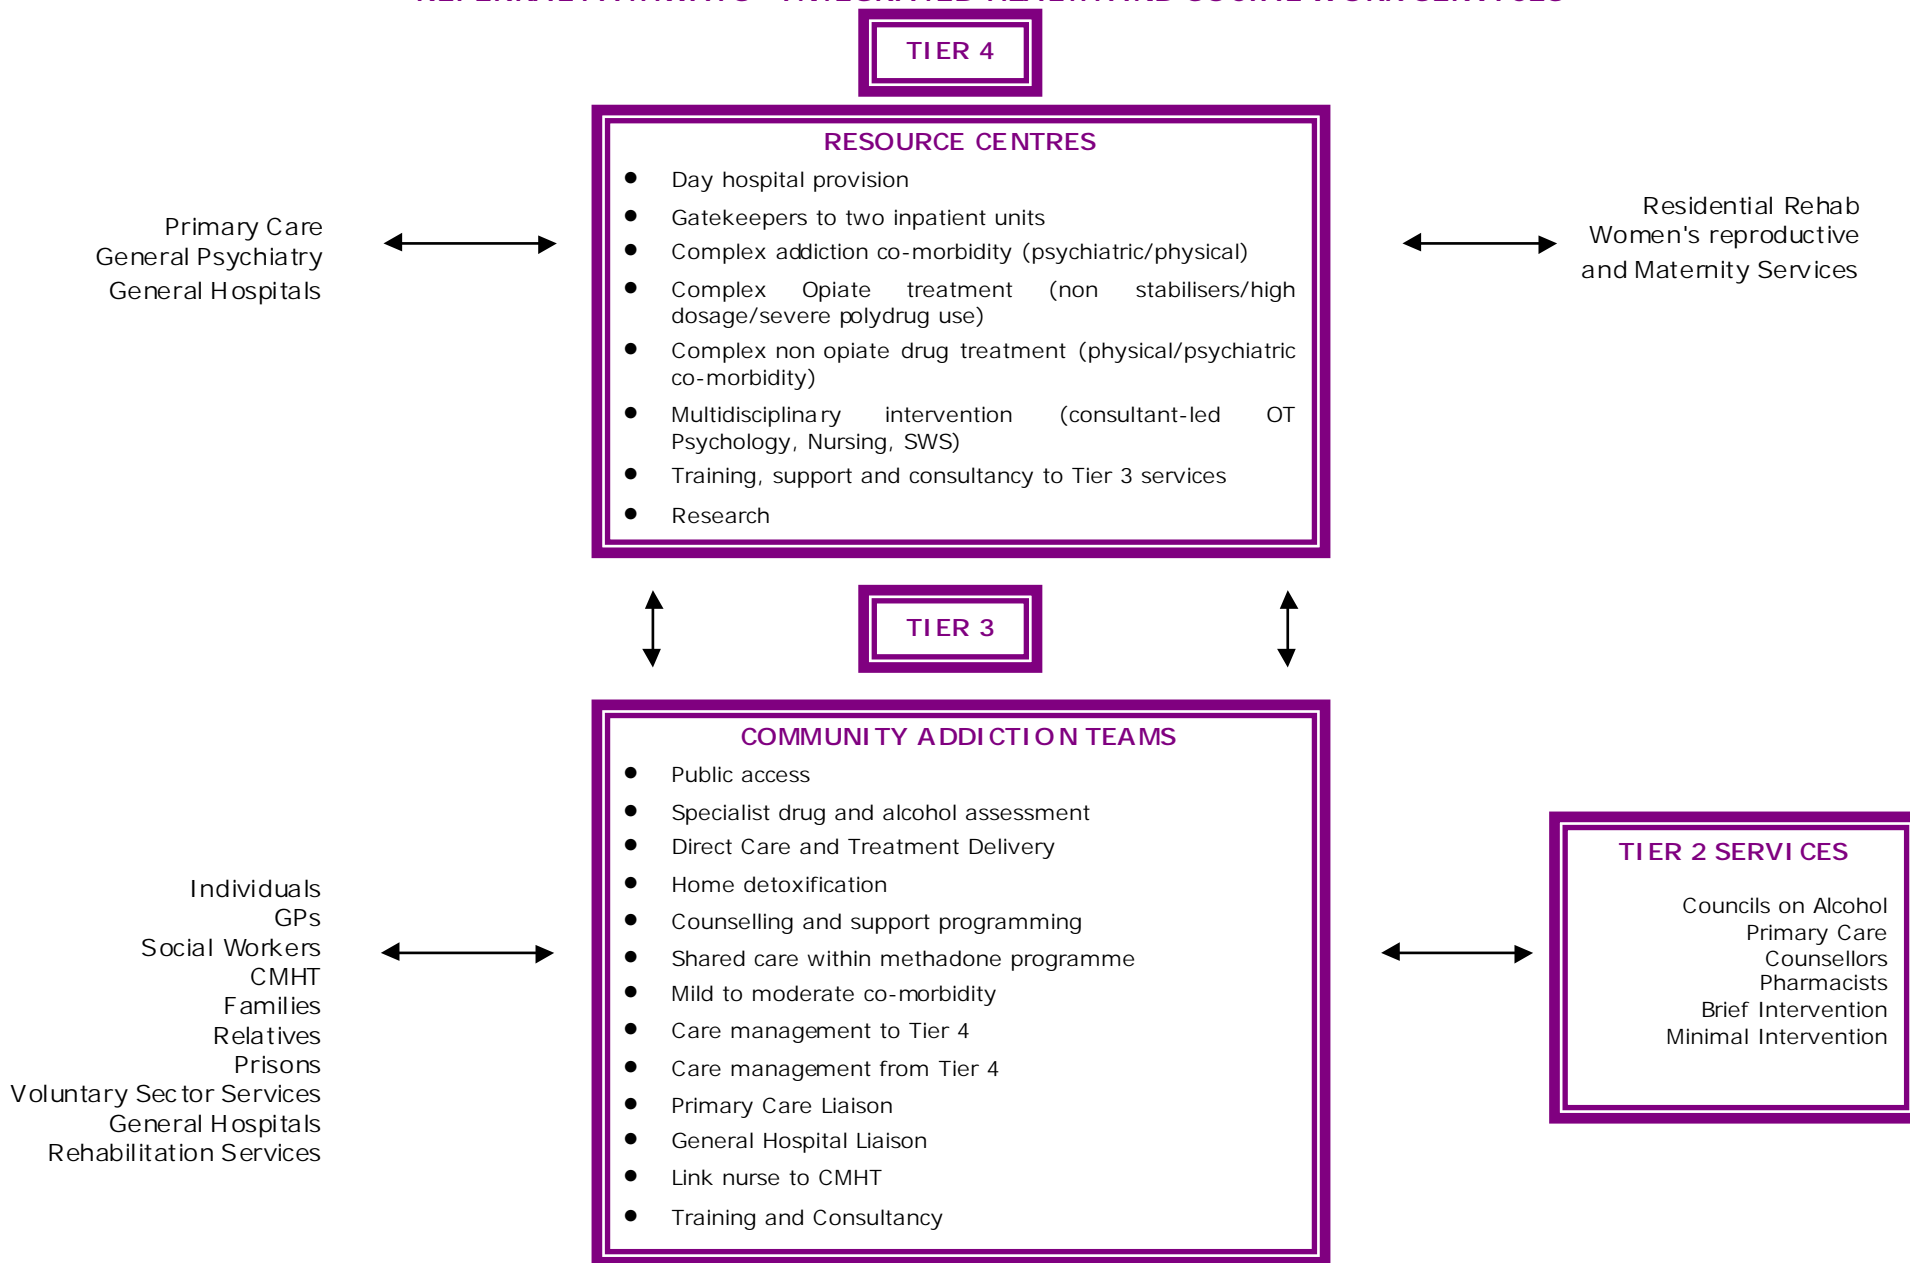 REFERRAL PATHWAYS - INTEGRATED HEALTH AND SOCIAL WORK SERVICES
TIER 4
RESOURCE CENTRES
● Day hospital provision
● Gatekeepers to two inpatient units
● Complex addiction co-morbidity (psychiatric/physical)
● Complex Opiate treatment (non stabilisers/high
dosage/severe polydrug use)
● Complex non opiate drug treatment (physical/psychiatric
co-morbidity)
● Multidisciplinary intervention (consultant-led OT
Psychology, Nursing, SWS)
● Training, support and consultancy to Tier 3 services
● Research
Primary Care
General Psychiatry
General Hospitals
Residential Rehab
Women's reproductive
and Maternity Services
TIER 3
COMMUNITY ADDICTION TEAMS
● Public access
● Specialist drug and alcohol assessment
● Direct Care and Treatment Delivery
● Home detoxification
● Counselling and support programming
● Shared care within methadone programme
● Mild to moderate co-morbidity
● Care management to Tier 4
● Care management from Tier 4
● Primary Care Liaison
● General Hospital Liaison
● Link nurse to CMHT
● Training and Consultancy
Individuals
GPs
Social Workers
CMHT
Families
Relatives
Prisons
Voluntary Sector Services
General Hospitals
Rehabilitation Services
TIER 2 SERVICES
Councils on Alcohol
Primary Care
Counsellors
Pharmacists
Brief Intervention
Minimal Intervention